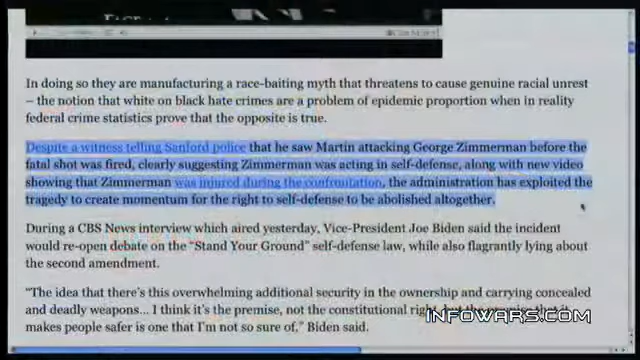 In doing so they are manufacturing a race-baiting myth that threatens to cause genuine racial unrest
– the notion that white on black hate crimes are a problem of epidemic proportion when in reality
federal crime statistics prove that the opposite is true.
Despite a witness telling Sanford police that he saw Martin attacking George Zimmerman before the
fatal shot was fired, clearly suggesting Zimmerman was acting in self-defense, along with new video
showing that Zimmerman was injured during the confrontation, the administration has exploited the
tragedy to create momentum for the right to self-defense to be abolished altogether.
During a CBS News interview which aired yesterday, Vice-President Joe Biden said the incident
would re-open debate on the “Stand Your Ground” self-defense law, while also flagrantly lying about
the second amendment.
“The idea that there’s this overwhelming additional security in the ownership and carrying concealed
and deadly weapons… I think it’s the premise, not the constitutional right, but the premise that it
makes people safer is one that I’m not so sure of,” Biden said.
INFOWARS.COM